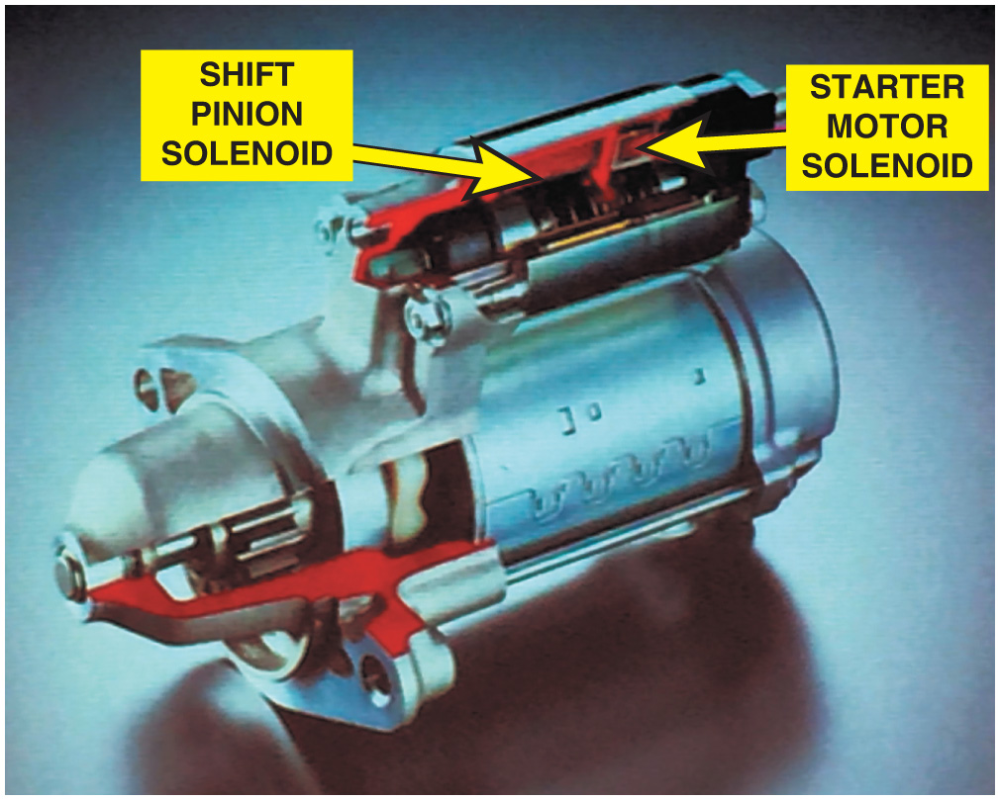 SHIFT
PINION
SOLENOID
STARTER
MOTOR
SOLENOID